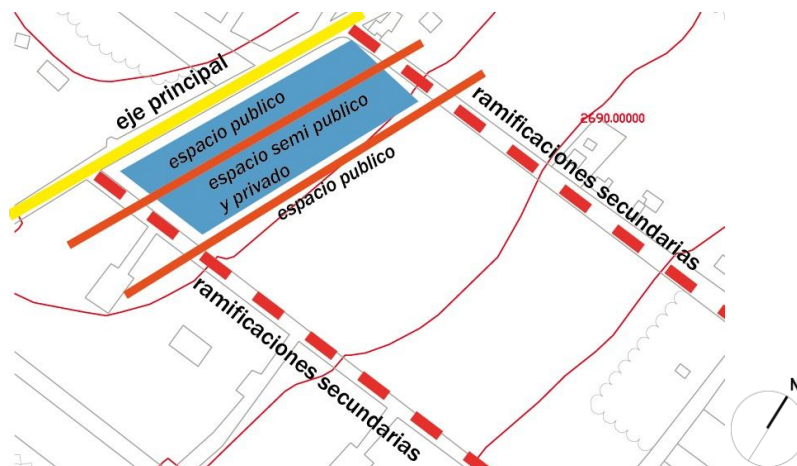 eje principal
espacio publico
espacio semi publico
y privado
espacio publico
ramificaciones secundarias
2690.00000
ramificaciones secundarias
N